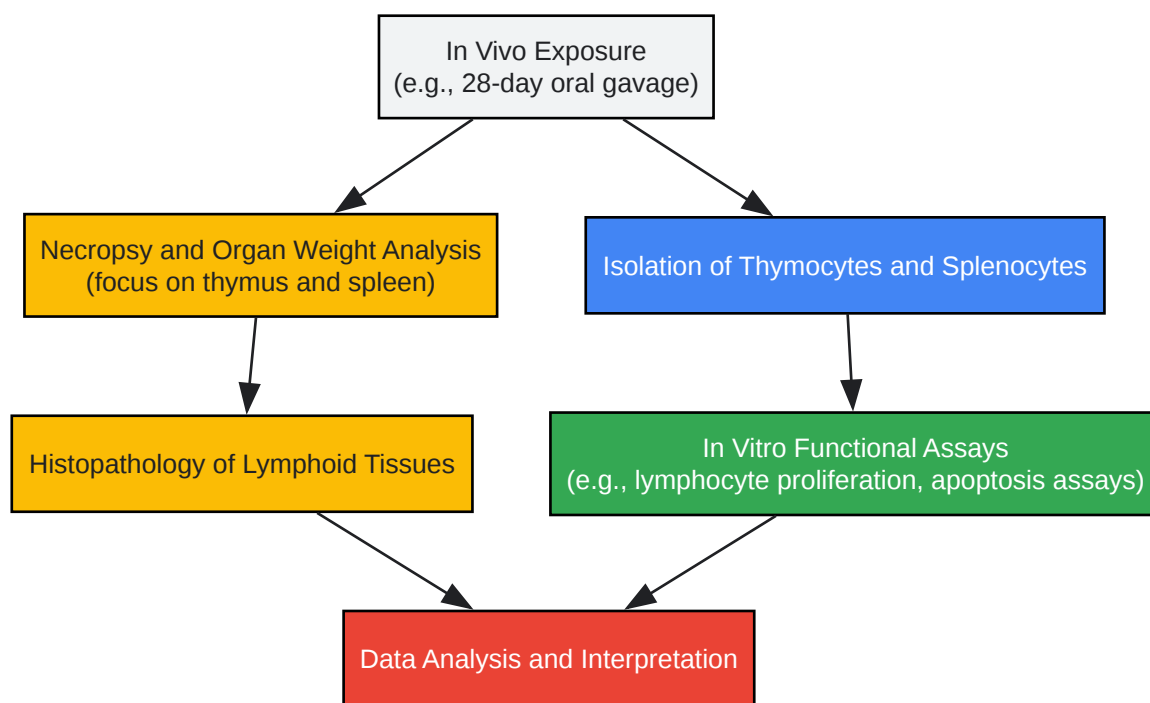 In Vivo Exposure
(e.g., 28-day oral gavage)
Necropsy and Organ Weight Analysis
(focus on thymus and spleen)
Isolation of Thymocytes and Splenocytes
Histopathology of Lymphoid Tissues
In Vitro Functional Assays
(e.g., lymphocyte proliferation, apoptosis assays)
Data Analysis and Interpretation